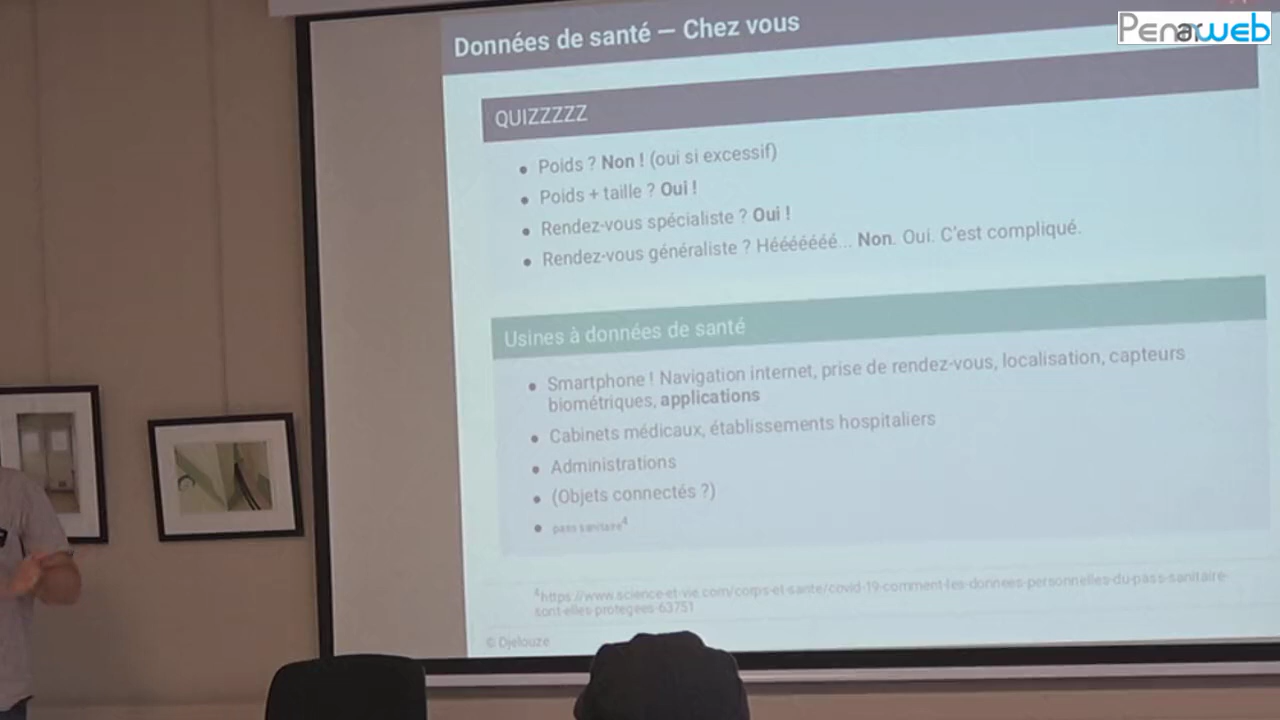 Données de santé — Chez vous
Penarweb
QUIZZZZZ
• Poids ? Non ! (oui si excessif)
• Poids + taille ? Oui !
• Rendez-vous spécialiste ? Oui !
• Rendez-vous généraliste ? Hééééééé... Non. Oui. C'est compliqué.
Usines à données de santé
• Smartphone ! Navigation internet, prise de rendez-vous, localisation, capteurs
biométriques, applications
• Cabinets médicaux, établissements hospitaliers
• Administrations
• (Objets connectés ?)
• pass sanitaire4
4https://www.science-et-vie.com/corps-et-sante/covid-19-comment-les-donnees-personnelles-du-pass-sanitaire-
sont-elles-protegees-63751
© Djelouze